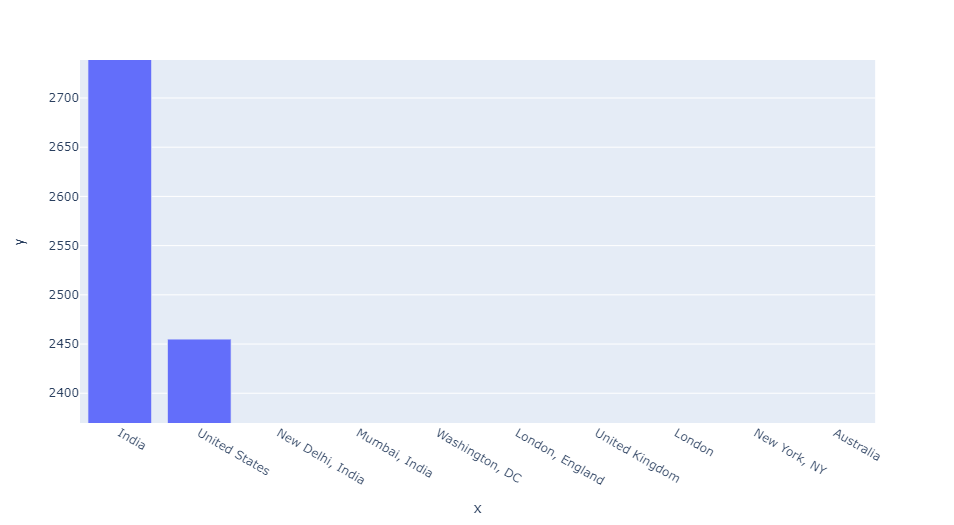 2700
2650
2600
2550
2500
2450
2400
y
India
United States
New Delhi, India
Mumbai, India
Washington, DC
London, England
United Kingdom
London
New York, NY
Australia
x